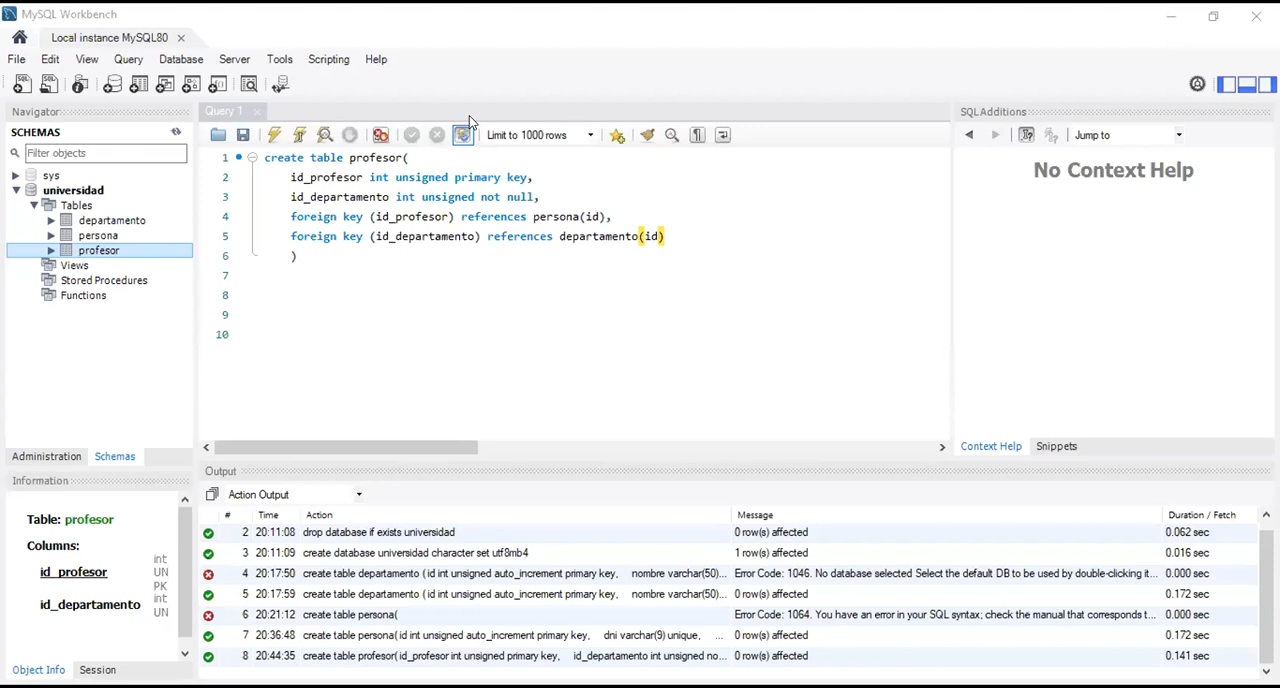 MySQL Workbench
Local instance MySQL80
File Edit View Query Database Server Tools Scripting Help
Navigator
Query 1
SQLAdditions
SCHEMAS
Limit to 1000 rows
Jump to
Filter objects
sys
universidad
Tables
departamento
persona
profesor
Views
Stored Procedures
Functions
1 create table profesor(
2 id_profesor int unsigned primary key,
3 id_departamento int unsigned not null,
4 foreign key (id_profesor) references persona(id),
5 foreign key (id_departamento) references departamento(id)
6 )
7
8
9
10
No Context Help
Administration Schemas
Context Help Snippets
Information
Output
Action Output
Table: profesor
Columns:
id_profesor int UN PK
id_departamento int UN
# Time Action Message Duration / Fetch
2 20:11:08 drop database if exists universidad 0 row(s) affected 0.062 sec
3 20:11:09 create database universidad character set utf8mb4 1 row(s) affected 0.016 sec
4 20:17:50 create table departamento ( id int unsigned auto_increment primary key, nombre varchar(50)... Error Code: 1046. No database selected Select the default DB to be used by double-clicking it... 0.000 sec
5 20:17:59 create table departamento ( id int unsigned auto_increment primary key, nombre varchar(50)... 0 row(s) affected 0.172 sec
6 20:21:12 create table persona( Error Code: 1064. You have an error in your SQL syntax; check the manual that corresponds t... 0.000 sec
7 20:36:48 create table persona( id int unsigned auto_increment primary key, dni varchar(9) unique, ... 0 row(s) affected 0.172 sec
8 20:44:35 create table profesor( id_profesor int unsigned primary key, id_departamento int unsigned no... 0 row(s) affected 0.141 sec
Object Info Session